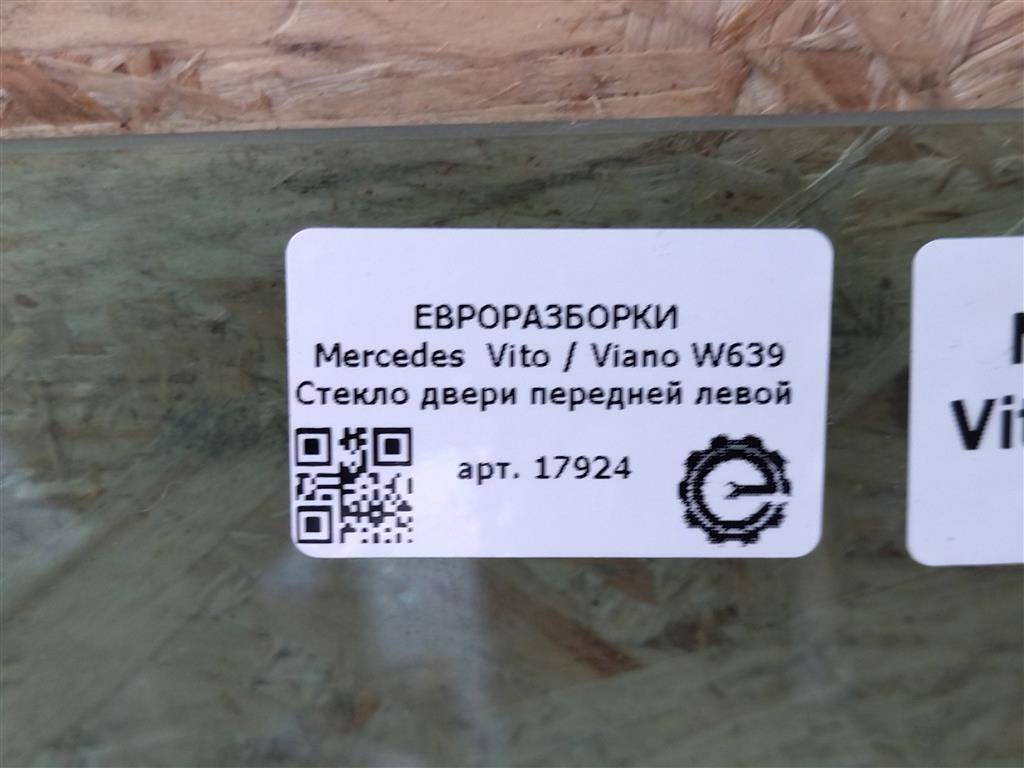 ЕВРОРАЗБОРКИ
Mercedes Vito / Viano W639
Стекло двери передней левой
арт. 17924